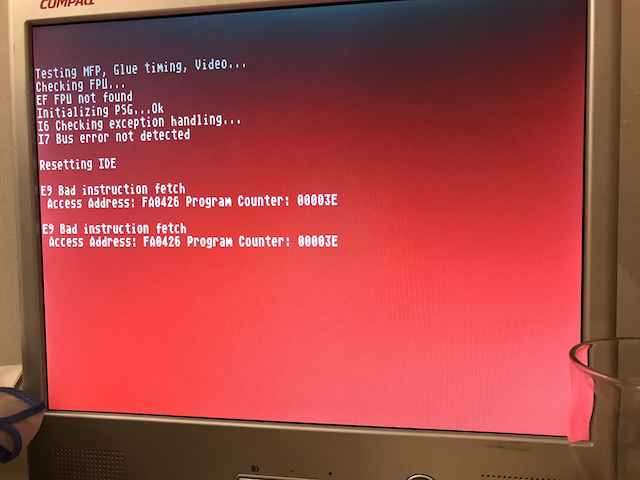 COMPAQ
Testing MFP, Glue timing, Video...
Checking FPU...
EF FPU not found
Initializing PSG...Ok
I6 Checking exception handling...
I7 Bus error not detected
Resetting IDE
E9 Bad instruction fetch
Access Address: FA0426 Program Counter: 00003E
E9 Bad instruction fetch
Access Address: FA0426 Program Counter: 00003E